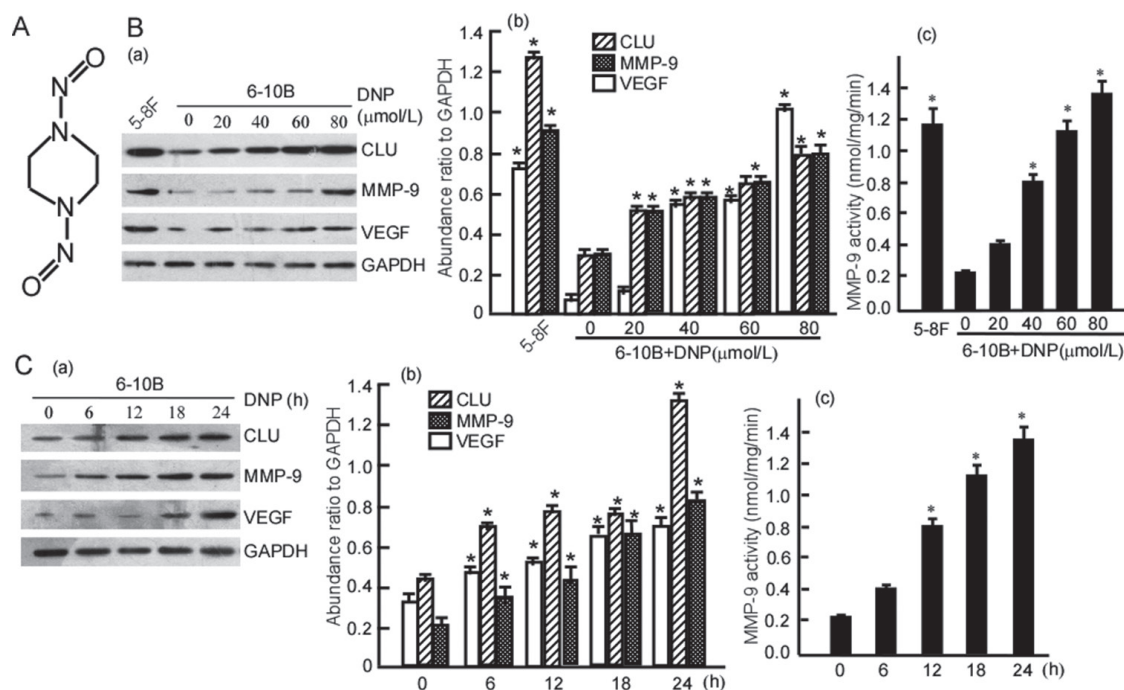 A
O
N
N
N
N
O
B
(a)
6-10B
DNP
(μmol/L)
5-8F
0 20 40 60 80
CLU
MMP-9
VEGF
GAPDH
(b)
Abundance ratio to GAPDH
1.4
1.2
1.0
0.8
0.6
0.4
0.2
0
CLU
MMP-9
VEGF
* * * * * * * * * * * * * *
5-8F
0 20 40 60 80
6-10B+DNP(μmol/L)
(c)
MMP-9 activity (nmol/mg/min)
1.6
1.4
1.2
0.8
0.6
0.4
0.2
0.0
* * * *
5-8F
0 20 40 60 80
6-10B+DNP(μmol/L)
C
(a)
6-10B
DNP (h)
0 6 12 18 24
CLU
MMP-9
VEGF
GAPDH
(b)
Abundance ratio to GAPDH
1.4
1.2
1.0
0.8
0.6
0.4
0.2
0
CLU
MMP-9
VEGF
* * * * * * * * * * * *
0 6 12 18 24 (h)
(c)
MMP-9 activity (nmol/mg/min)
1.6
1.4
1.2
0.8
0.6
0.4
0.2
0.0
* * *
0 6 12 18 24 (h)